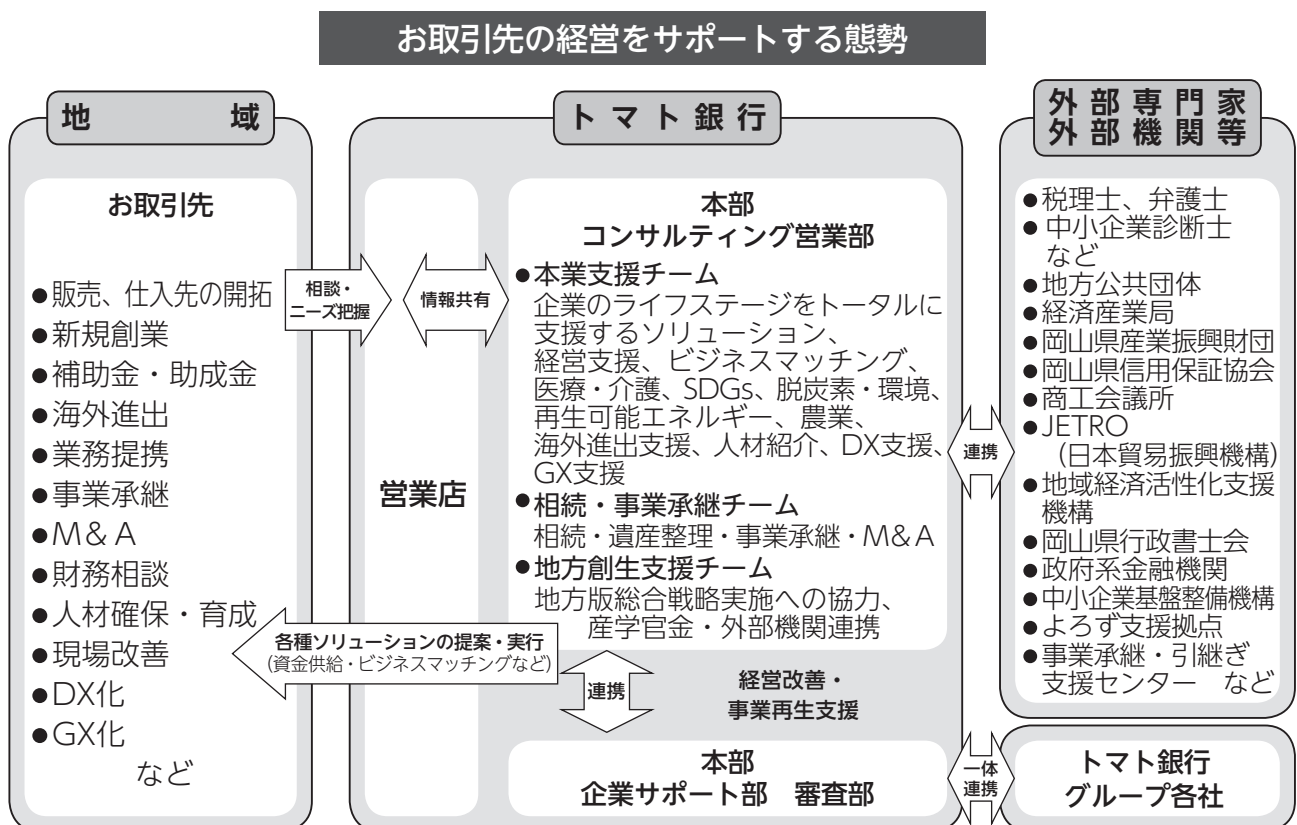 お取引先の経営をサポートする態勢
地域
お取引先
●販売、仕入先の開拓
●新規創業
●補助金・助成金
●海外進出
●業務提携
●事業承継
●M&A
●財務相談
●人材確保・育成
●現場改善
●DX化
●GX化
など
相談・
ニーズ把握
トマト銀行
営業店
情報共有
本部
コンサルティング営業部
●本業支援チーム
企業のライフステージをトータルに
支援するソリューション、
経営支援、ビジネスマッチング、
医療・介護、SDGs、脱炭素・環境、
再生可能エネルギー、農業、
海外進出支援、人材紹介、DX支援、
GX支援
●相続・事業承継チーム
相続・遺産整理・事業承継・M&A
●地方創生支援チーム
地方版総合戦略実施への協力、
産学官金・外部機関連携
各種ソリューションの提案・実行
(資金供給・ビジネスマッチングなど)
連携
経営改善・
事業再生支援
本部
企業サポート部 審査部
連携
一体
連携
外部専門家
外部機関等
●税理士、弁護士
●中小企業診断士
など
●地方公共団体
●経済産業局
●岡山県産業振興財団
●岡山県信用保証協会
●商工会議所
●JETRO
(日本貿易振興機構)
●地域経済活性化支援
機構
●岡山県行政書士会
●政府系金融機関
●中小企業基盤整備機構
●よろず支援拠点
●事業承継・引継ぎ
支援センター など
トマト銀行
グループ各社